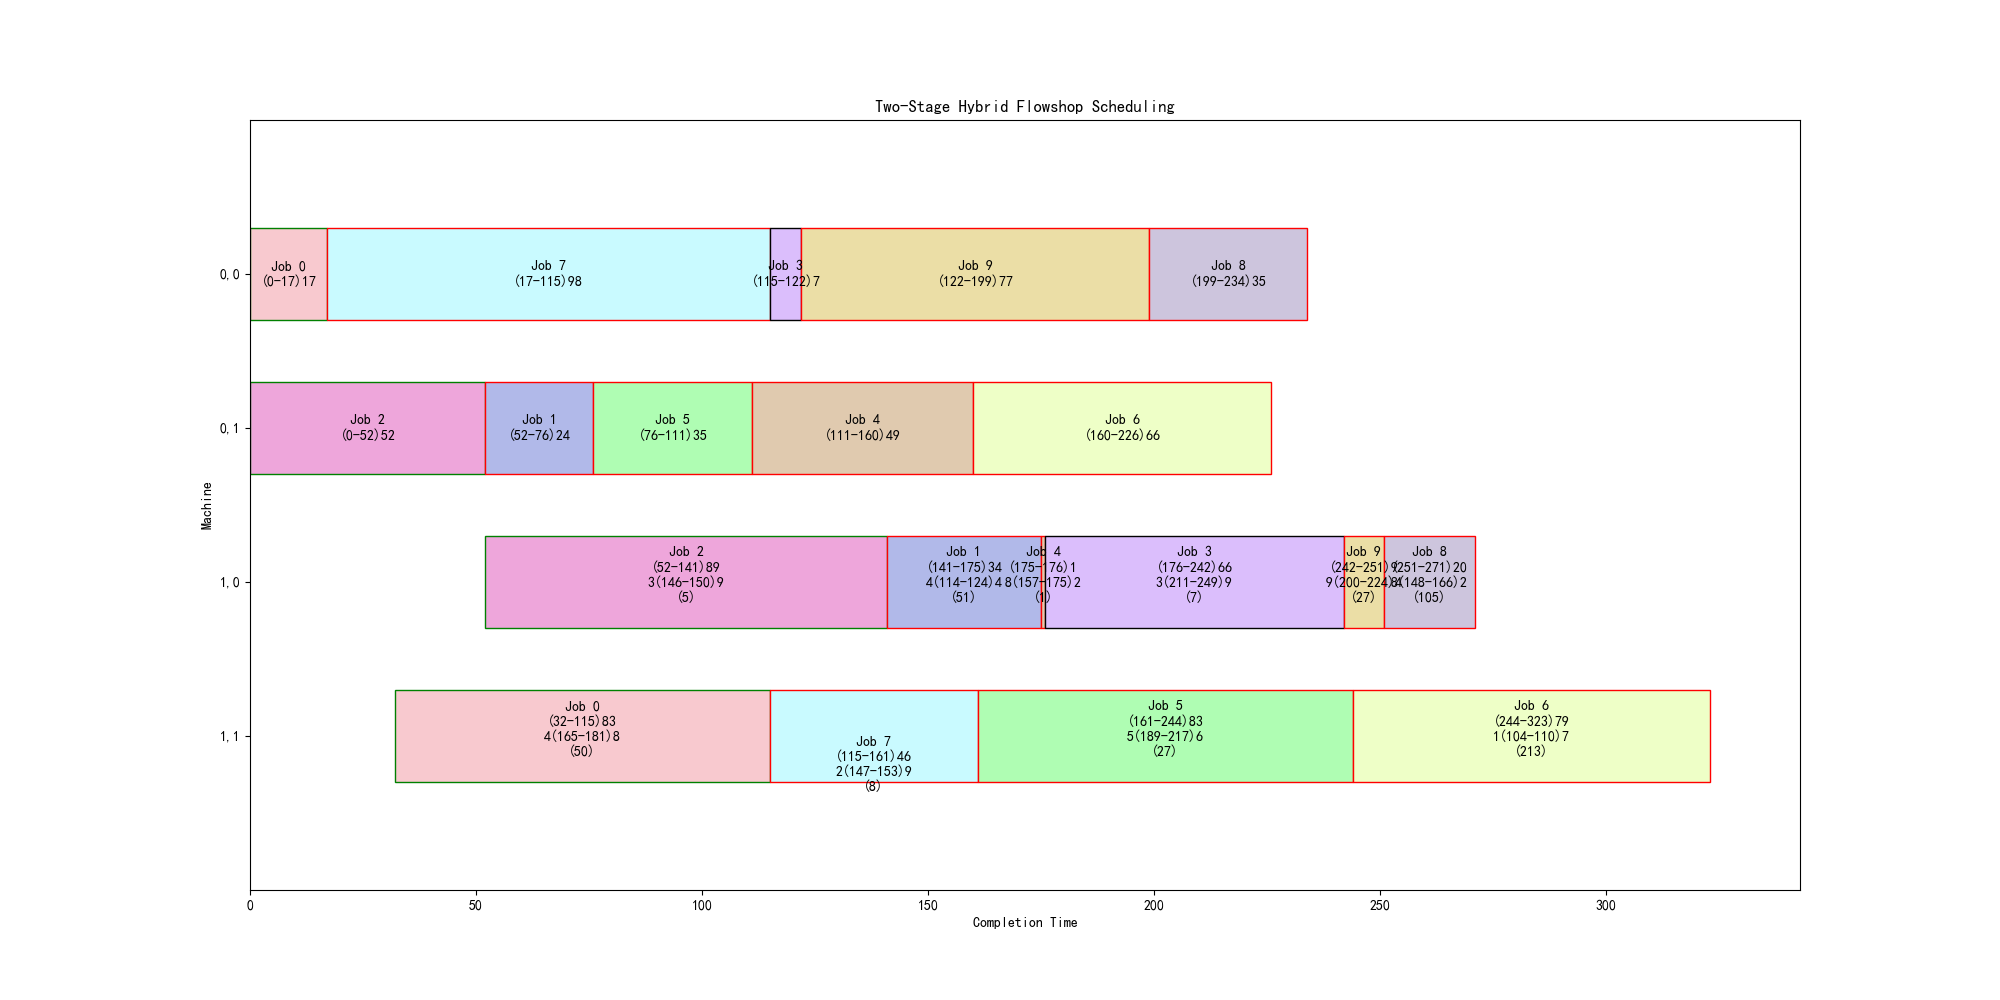 Two-Stage Hybrid Flowshop Scheduling
Machine
0,0
Job 0
(0-17)17
Job 7
(17-115)98
Job 3
(115-122)7
Job 9
(122-199)77
Job 8
(199-234)35
0,1
Job 2
(0-52)52
Job 1
(52-76)24
Job 5
(76-111)35
Job 4
(111-160)49
Job 6
(160-226)66
1,0
Job 2
(52-141)89
3(146-150)9
(5)
Job 1
(141-175)34
4(114-124)4
(51)
Job 4
(175-176)1
8(157-175)2
(1)
Job 3
(176-242)66
3(211-249)9
(7)
Job 9
(242-251)9
9(200-224)4
(27)
Job 8
(251-271)20
(148-166)2
(105)
1,1
Job 0
(32-115)83
4(165-181)8
(50)
Job 7
(115-161)46
2(147-153)9
(8)
Job 5
(161-244)83
5(189-217)6
(27)
Job 6
(244-323)79
1(104-110)7
(213)
0
50
100
150
200
250
300
Completion Time